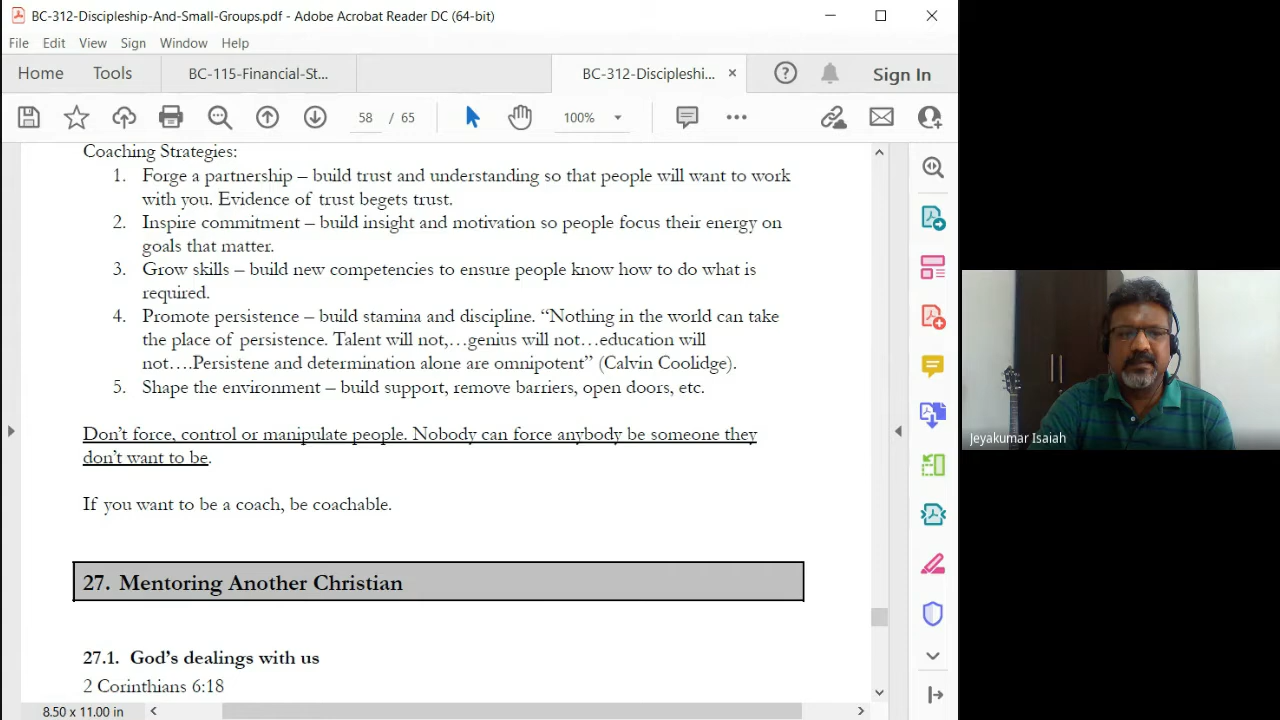 BC-312-Discipleship-And-Small-Groups.pdf - Adobe Acrobat Reader DC (64-bit)
File Edit View Sign Window Help
Home Tools BC-115-Financial-St... BC-312-Discipleshi... Sign In
58 / 65 100%
Coaching Strategies:
1. Forge a partnership – build trust and understanding so that people will want to work
with you. Evidence of trust begets trust.
2. Inspire commitment – build insight and motivation so people focus their energy on
goals that matter.
3. Grow skills – build new competencies to ensure people know how to do what is
required.
4. Promote persistence – build stamina and discipline. “Nothing in the world can take
the place of persistence. Talent will not,…genius will not…education will
not….Persistene and determination alone are omnipotent” (Calvin Coolidge).
5. Shape the environment – build support, remove barriers, open doors, etc.
Don’t force, control or manipulate people. Nobody can force anybody be someone they
don’t want to be.
If you want to be a coach, be coachable.
27. Mentoring Another Christian
27.1. God’s dealings with us
2 Corinthians 6:18
8.50 x 11.00 in
Jeyakumar Isaiah